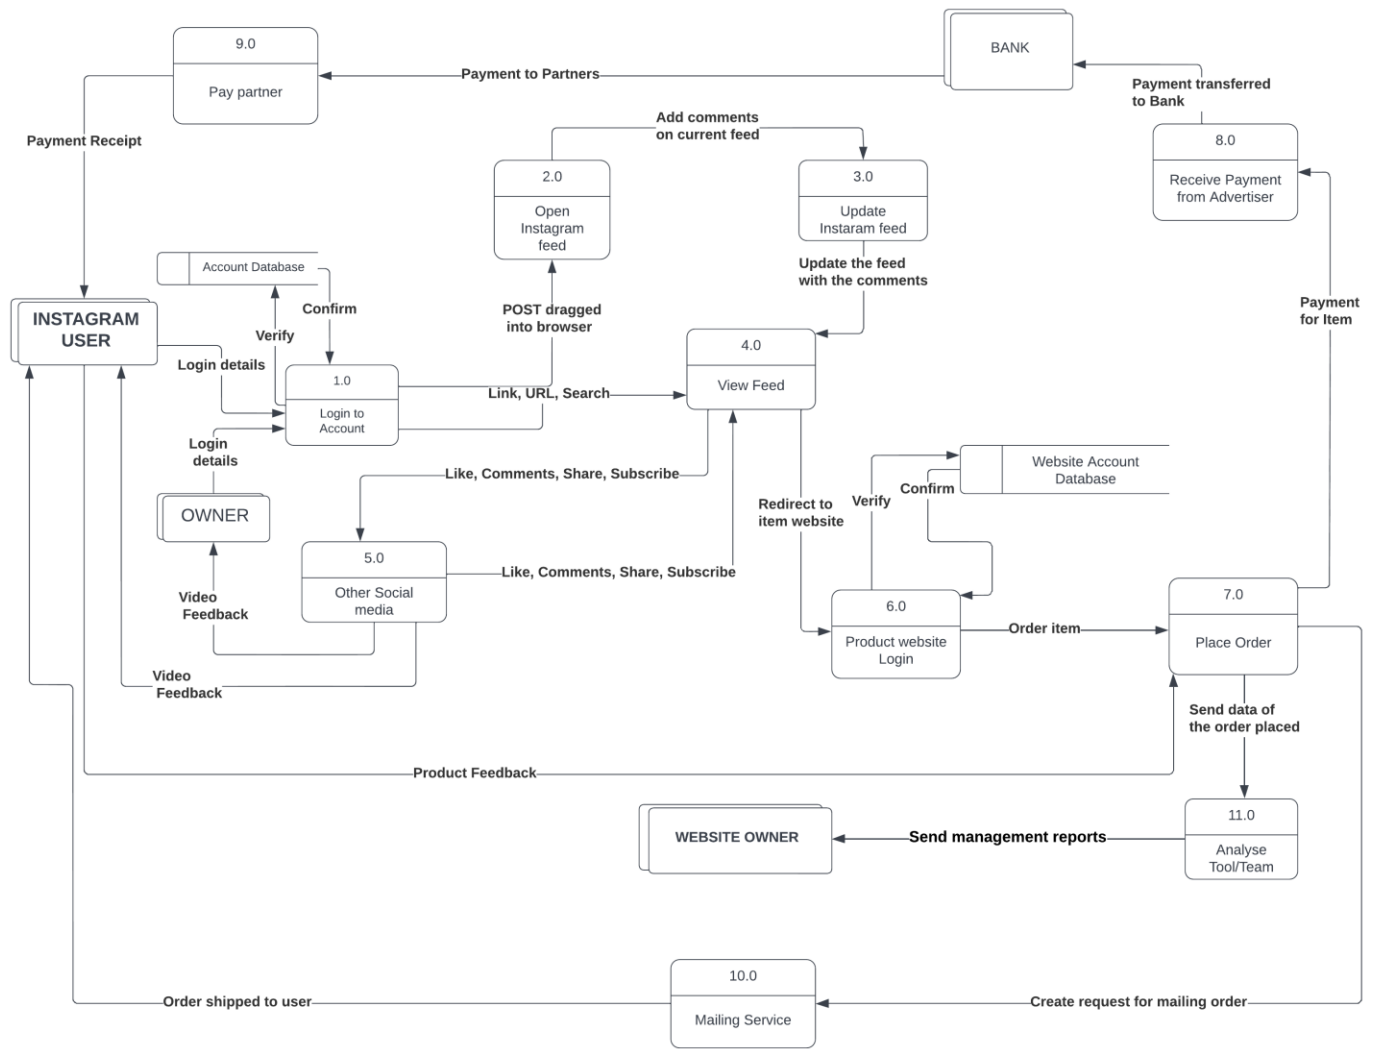 9.0
Pay partner
Payment to Partners
BANK
Payment transferred
to Bank
Payment Receipt
Add comments
on current feed
8.0
Receive Payment
from Advertiser
2.0
Open
Instagram
feed
3.0
Update
Instaram feed
Account Database
Update the feed
with the comments
INSTAGRAM
USER
Confirm
Verify
POST dragged
into browser
Payment
for Item
Login details
1.0
Login to
Account
Link, URL, Search
4.0
View Feed
Login
details
Like, Comments, Share, Subscribe
Website Account
Database
Verify
Confirm
Redirect to
item website
OWNER
5.0
Other Social
media
Like, Comments, Share, Subscribe
Video
Feedback
6.0
Product website
Login
Order item
7.0
Place Order
Video
Feedback
Send data of
the order placed
Product Feedback
WEBSITE OWNER
Send management reports
11.0
Analyse
Tool/Team
10.0
Mailing Service
Order shipped to user
Create request for mailing order